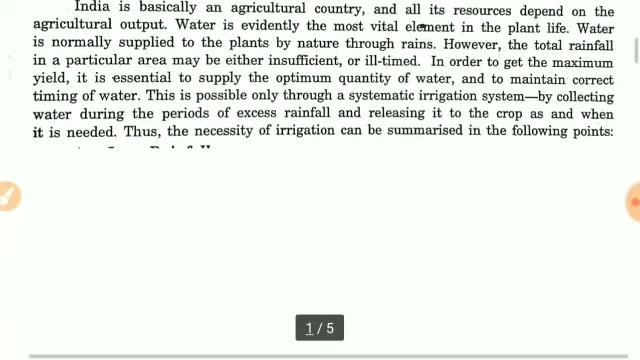 India is basically an agricultural country, and all its resources depend on the
agricultural output. Water is evidently the most vital element in the plant life. Water
is normally supplied to the plants by nature through rains. However, the total rainfall
in a particular area may be either insufficient, or ill-timed. In order to get the maximum
yield, it is essential to supply the optimum quantity of water, and to maintain correct
timing of water. This is possible only through a systematic irrigation system—by collecting
water during the periods of excess rainfall and releasing it to the crop as and when
it is needed. Thus, the necessity of irrigation can be summarised in the following points:
1 / 5